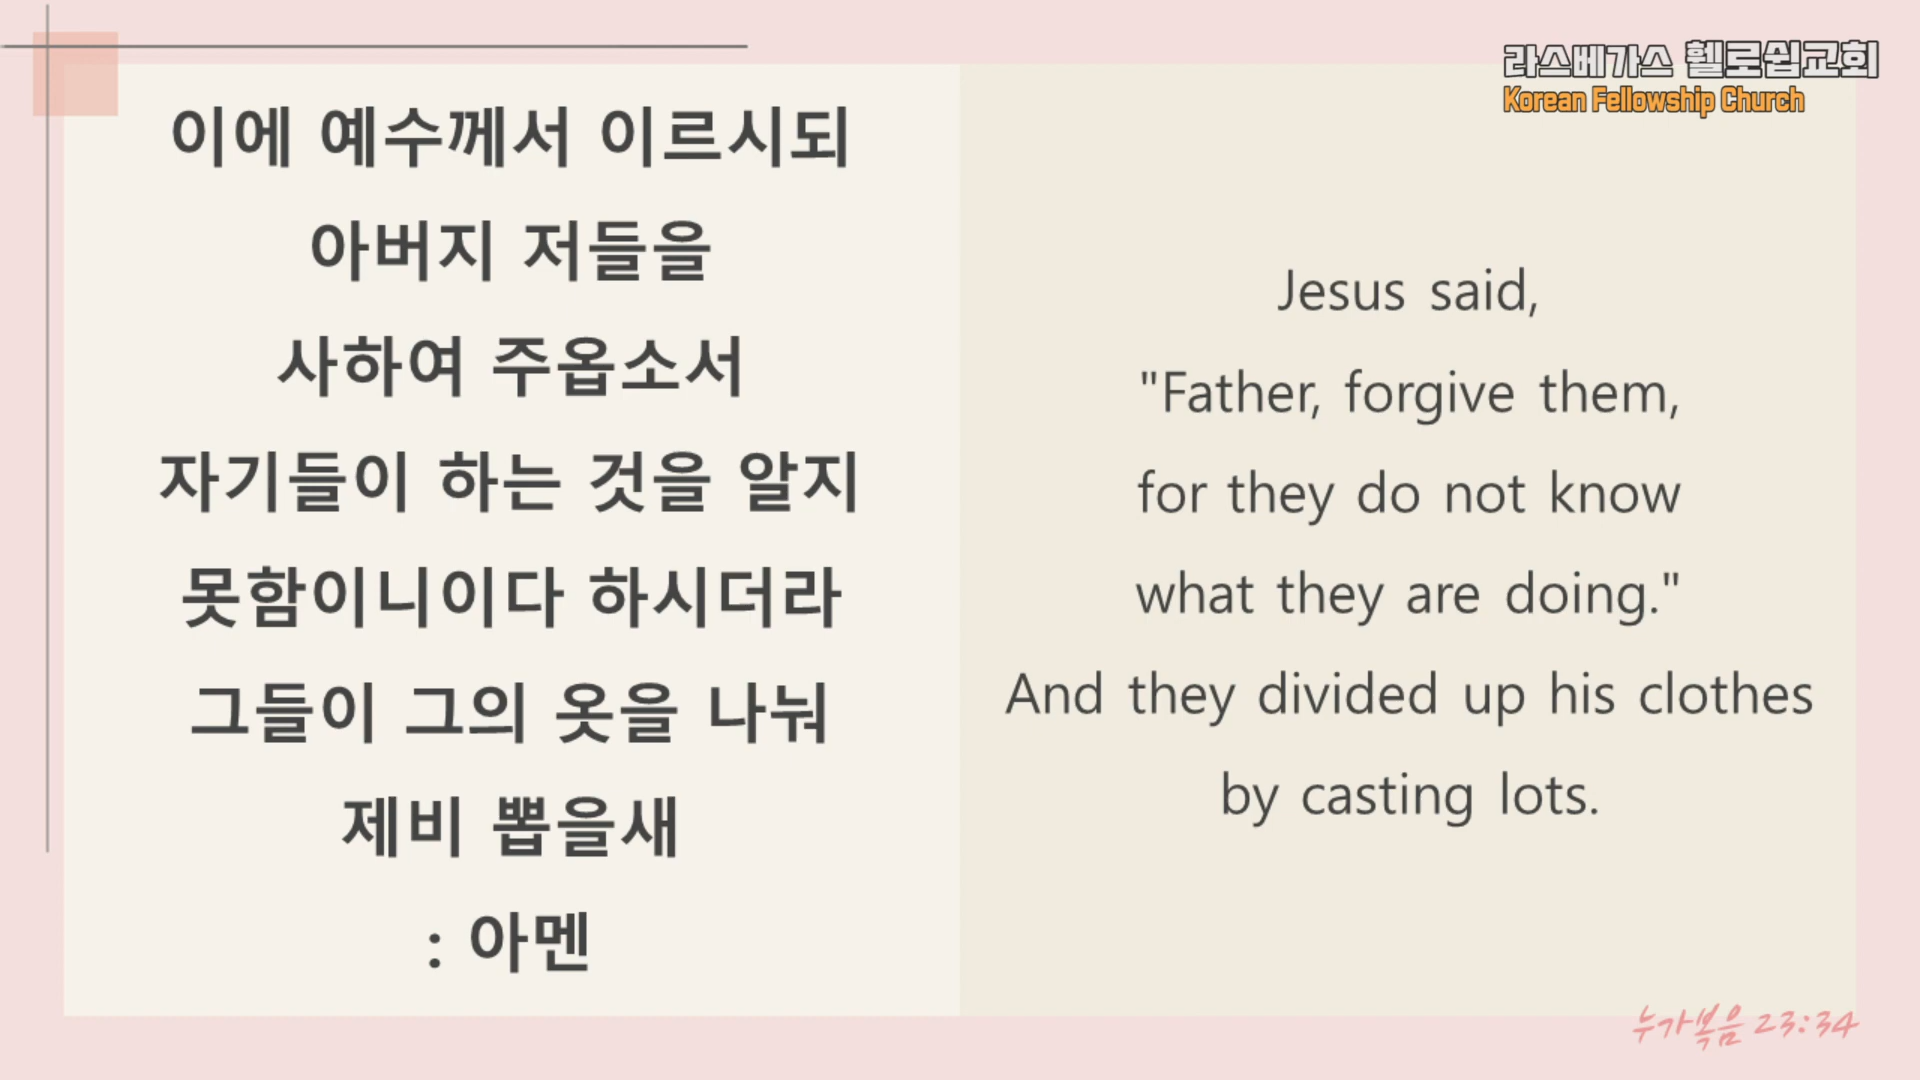 라스베가스 휄로쉽교회
Korean Fellowship Church
이에 예수께서 이르시되
아버지 저들을
사하여 주옵소서
자기들이 하는 것을 알지
못함이니이다 하시더라
그들이 그의 옷을 나눠
제비 뽑을새
: 아멘
Jesus said,
"Father, forgive them,
for they do not know
what they are doing."
And they divided up his clothes
by casting lots.
누가복음 23:34